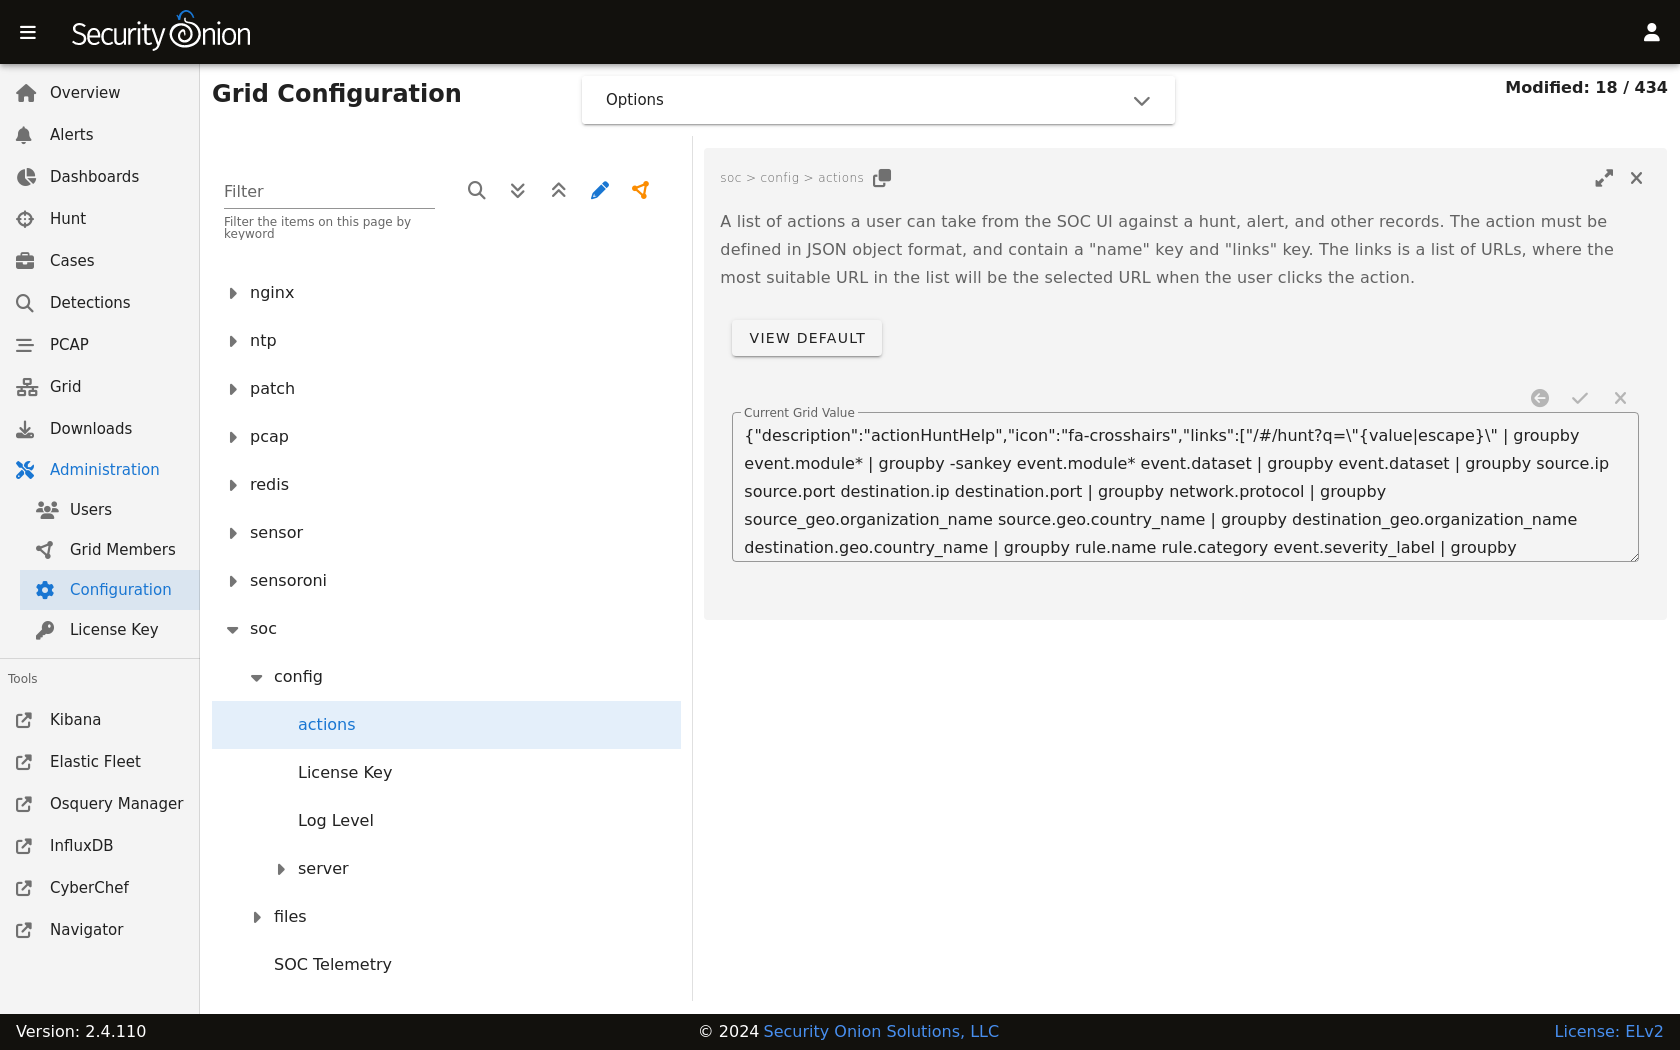 Security Onion
Overview
Alerts
Dashboards
Hunt
Cases
Detections
PCAP
Grid
Downloads
Administration
Users
Grid Members
Configuration
License Key
Tools
Kibana
Elastic Fleet
Osquery Manager
InfluxDB
CyberChef
Navigator
Grid Configuration
Options
Modified: 18 / 434
Filter
Filter the items on this page by
keyword
nginx
ntp
patch
pcap
redis
sensor
sensoroni
soc
config
actions
License Key
Log Level
server
files
SOC Telemetry
soc > config > actions
A list of actions a user can take from the SOC UI against a hunt, alert, and other records. The action must be
defined in JSON object format, and contain a "name" key and "links" key. The links is a list of URLs, where the
most suitable URL in the list will be the selected URL when the user clicks the action.
VIEW DEFAULT
Current Grid Value
{"description":"actionHuntHelp","icon":"fa-crosshairs","links":["/#/hunt?q=\"{value|escape}\" | groupby
event.module* | groupby -sankey event.module* event.dataset | groupby event.dataset | groupby source.ip
source.port destination.ip destination.port | groupby network.protocol | groupby
source_geo.organization_name source.geo.country_name | groupby destination_geo.organization_name
destination.geo.country_name | groupby rule.name rule.category event.severity_label | groupby
Version: 2.4.110
© 2024 Security Onion Solutions, LLC
License: ELv2